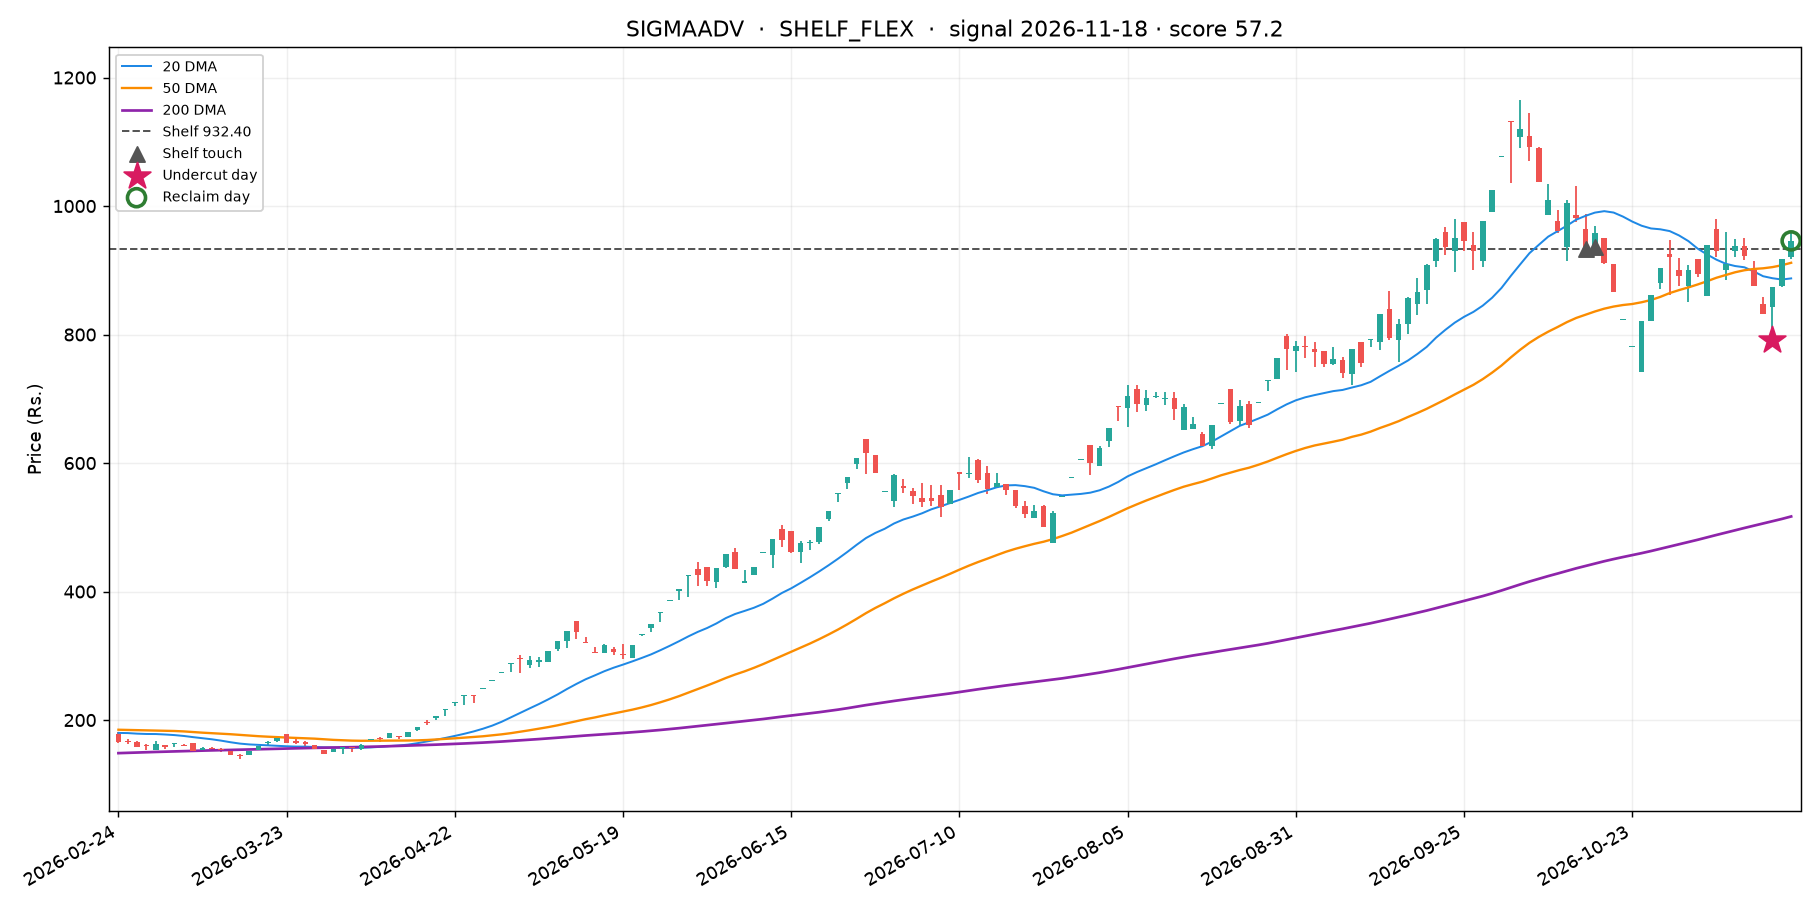 SIGMAADV · SHELF_FLEX · signal 2026-11-18 · score 57.2
20 DMA
50 DMA
200 DMA
Shelf 932.40
Shelf touch
Undercut day
Reclaim day
Price (Rs.)
1200
1000
800
600
400
200
2026-02-24
2026-03-23
2026-04-22
2026-05-19
2026-06-15
2026-07-10
2026-08-05
2026-08-31
2026-09-25
2026-10-23